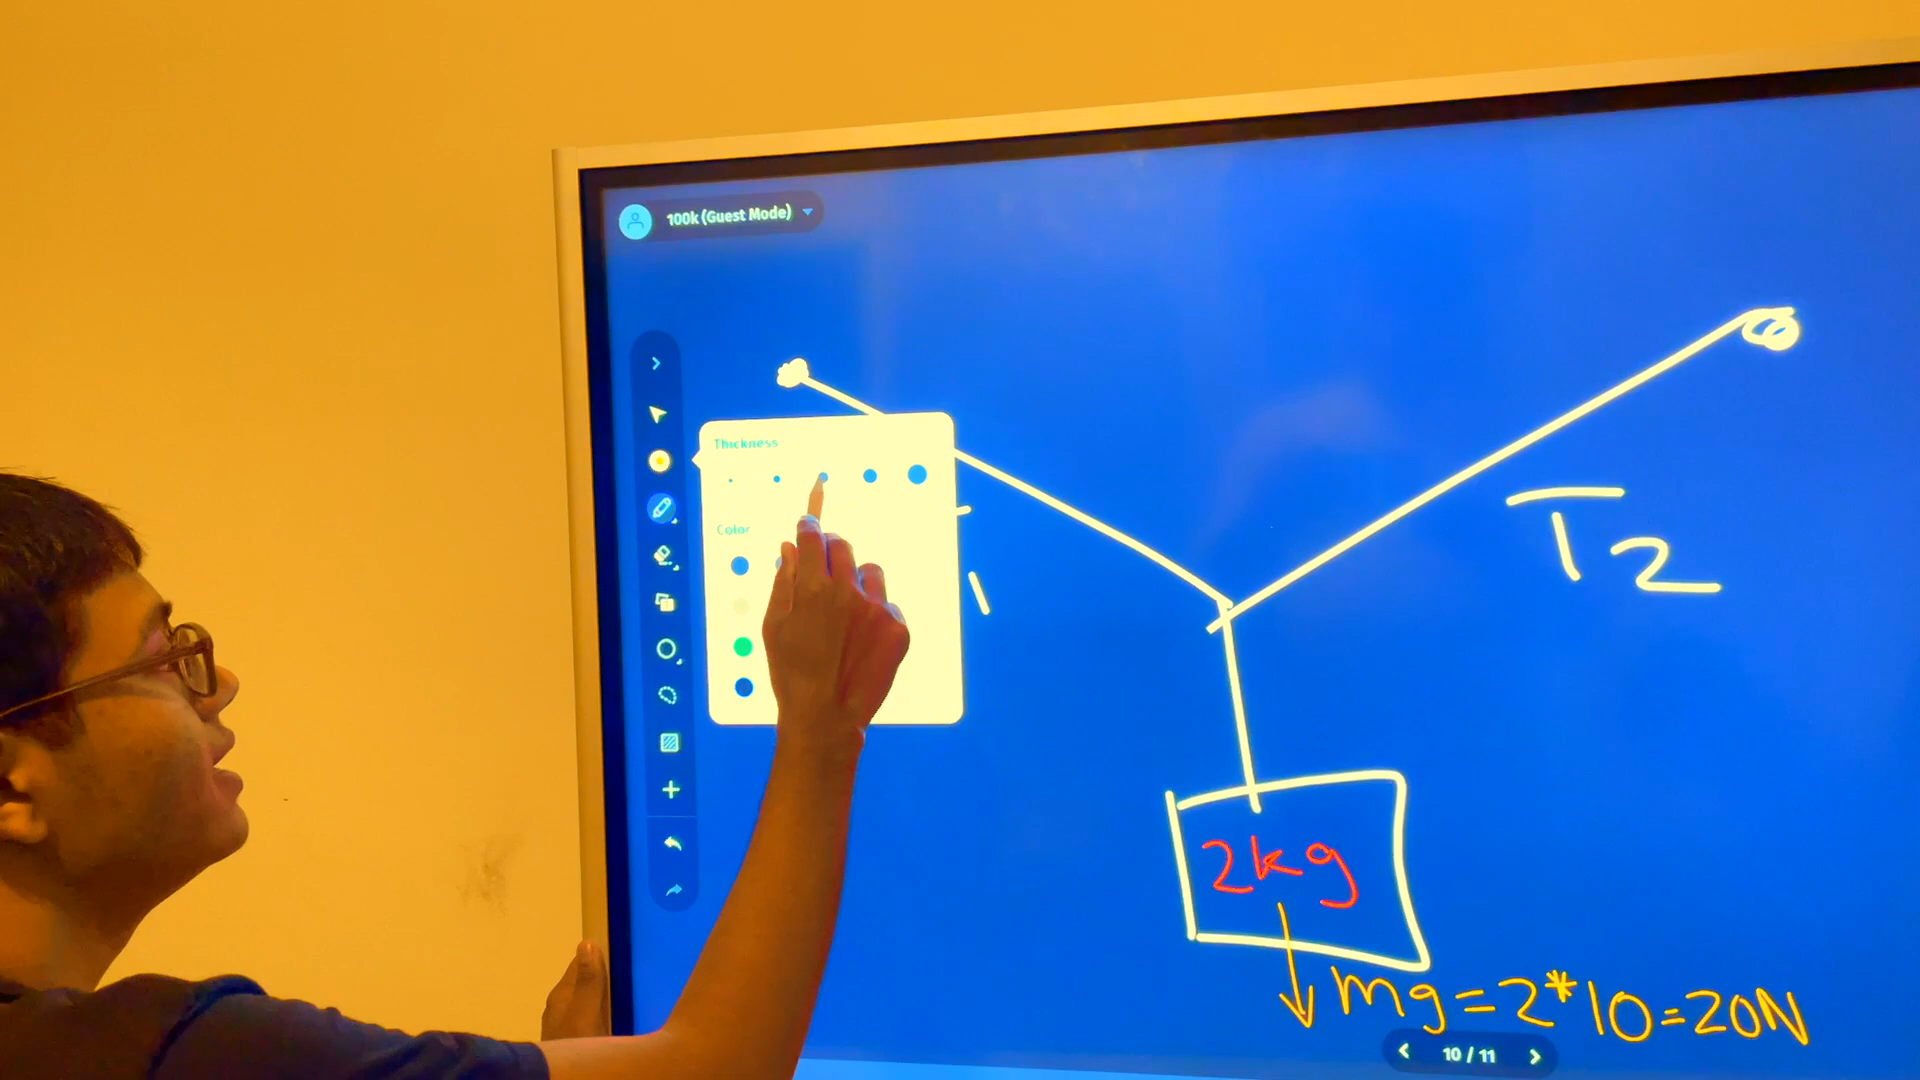 100k (Guest Mode)
Thickness
Color
T2
2kg
mg=2*10=20N
10 / 11